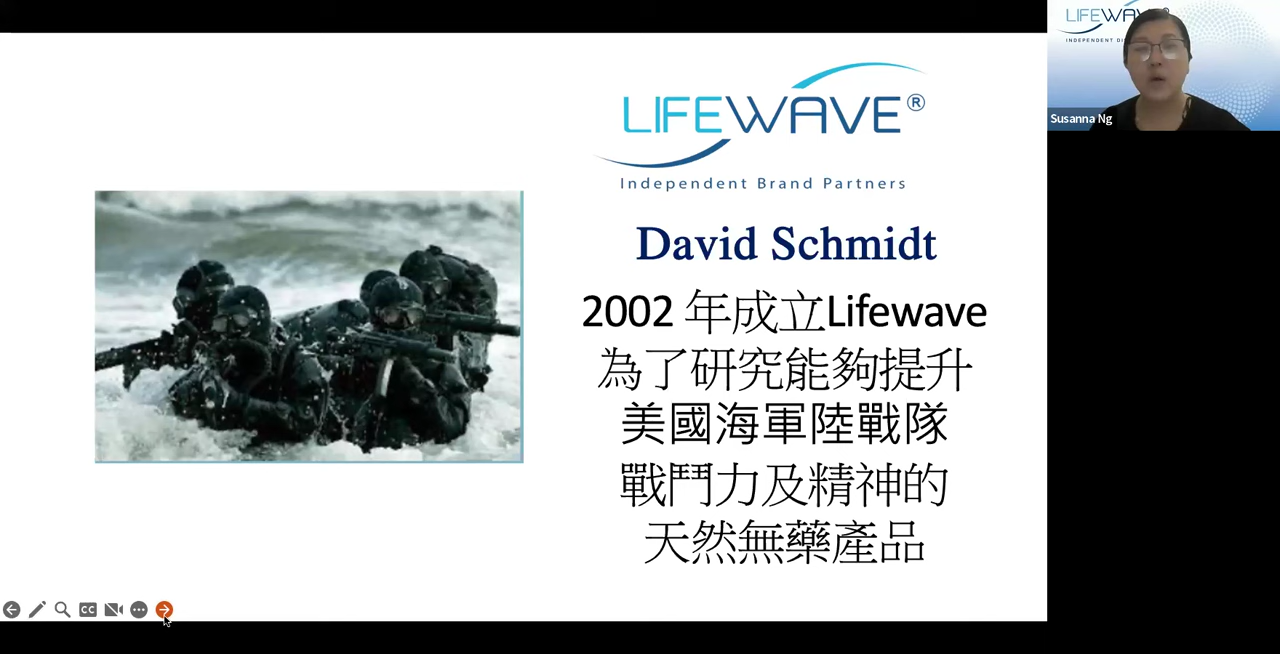 LIFEWAVE®
Independent Brand Partners
David Schmidt
2002 年成立Lifewave
為了研究能夠提升
美國海軍陸戰隊
戰鬥力及精神的
天然無藥產品
LIFEWAVE®
INDEPENDENT
Susanna Ng
CC